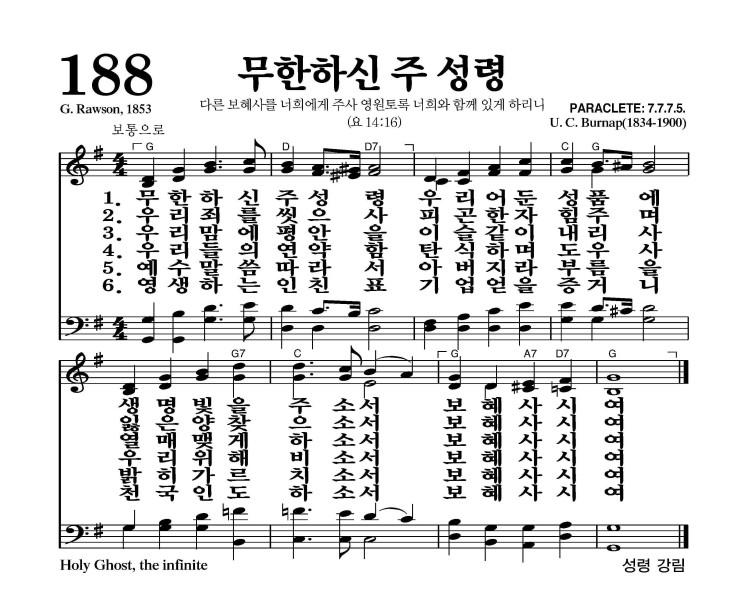 188
무한하신 주 성령
G. Rawson, 1853
다른 보혜사를 너희에게 주사 영원토록 너희와 함께 있게 하리니
(요 14:16)
PARACLETE: 7.7.7.5.
U. C. Burnap(1834-1900)
보통으로
G D D7 C G
1. 무 한 하 신 주 성 령 우 리 어 둔 성 품 에
2. 우 리 죄 를 씻 으 사 피 곤 한 자 힘 주 며
3. 우 리 맘 에 평 안 을 이 슬 같 이 내 리 사
4. 우 리 들 의 연 약 함 탄 식 하 며 도 우 사
5. 예 수 말 씀 따 라 서 아 버 지 라 부 름 을
6. 영 생 하 는 인 친 표 기 업 얻 을 증 거 니
G7 C G A7 D7 G
생 명 빛 을 주 소 서 보 혜 사 시 여
잃 은 양 찾 으 소 서 보 혜 사 시 여
열 매 맺 게 하 소 서 보 혜 사 시 여
우 리 위 해 비 소 서 보 혜 사 시 여
밝 히 가 르 치 소 서 보 혜 사 시 여
천 국 인 도 하 소 서 보 혜 사 시 여
Holy Ghost, the infinite
성령 강림